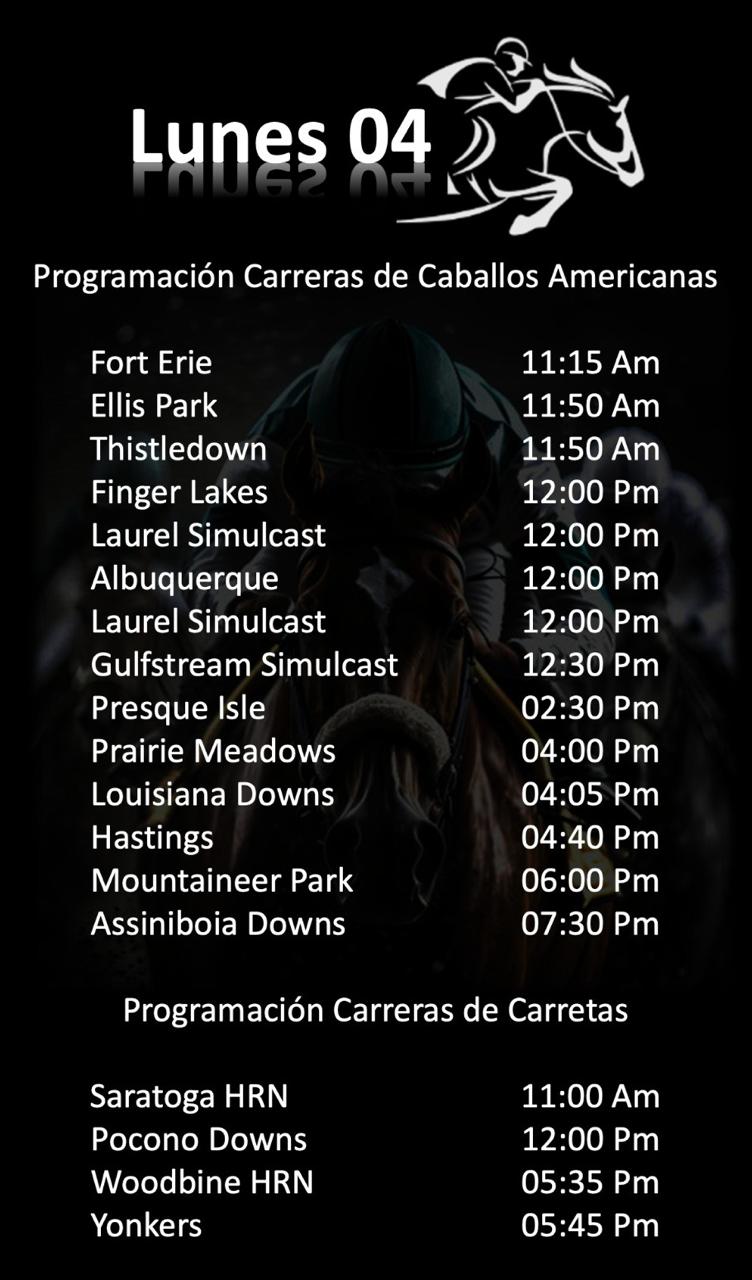 Lunes 04
Programación Carreras de Caballos Americanas
Fort Erie 11:15 Am
Ellis Park 11:50 Am
Thistledown 11:50 Am
Finger Lakes 12:00 Pm
Laurel Simulcast 12:00 Pm
Albuquerque 12:00 Pm
Laurel Simulcast 12:00 Pm
Gulfstream Simulcast 12:30 Pm
Presque Isle 02:30 Pm
Prairie Meadows 04:00 Pm
Louisiana Downs 04:05 Pm
Hastings 04:40 Pm
Mountaineer Park 06:00 Pm
Assiniboia Downs 07:30 Pm
Programación Carreras de Carretas
Saratoga HRN 11:00 Am
Pocono Downs 12:00 Pm
Woodbine HRN 05:35 Pm
Yonkers 05:45 Pm